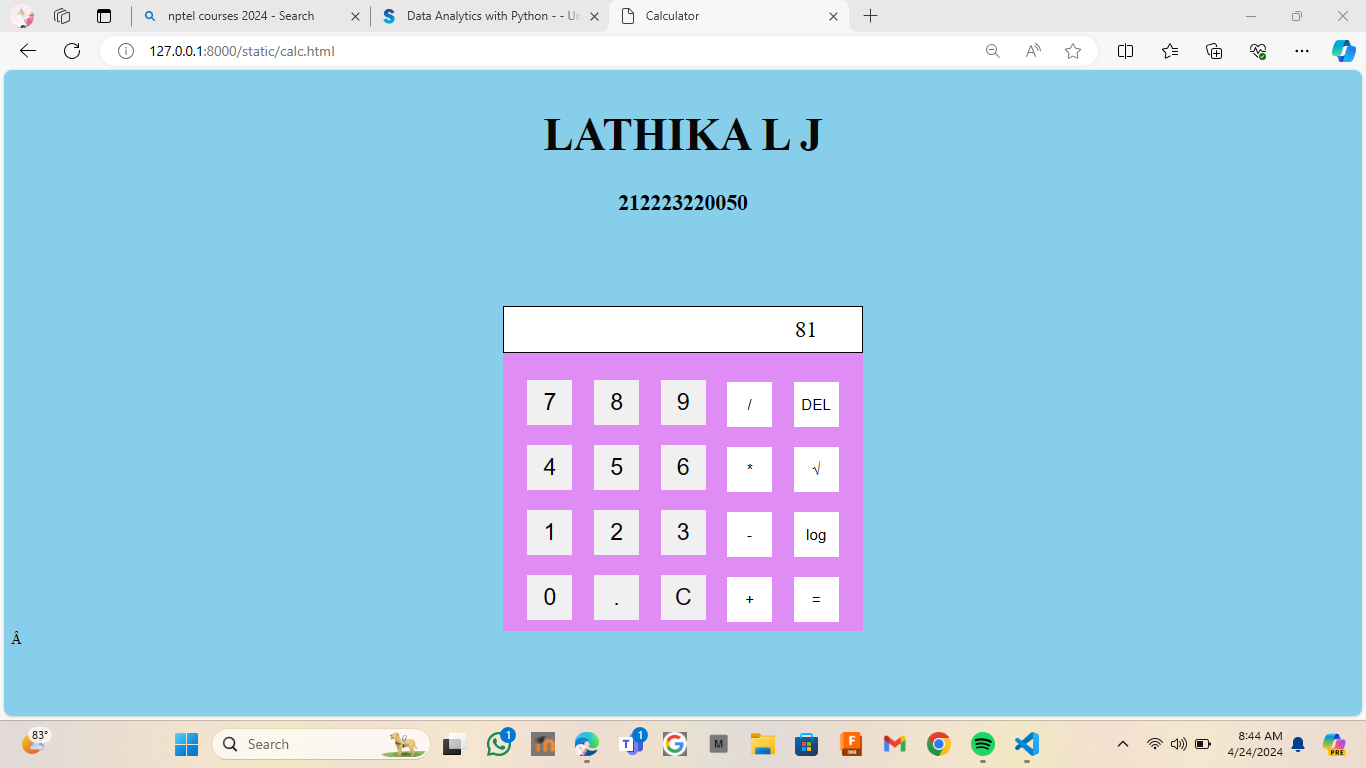 nptel courses 2024 - Search
Data Analytics with Python - - Ur
Calculator
127.0.0.1:8000/static/calc.html
LATHIKA L J
212223220050
81
7 8 9 / DEL
4 5 6 * √
1 2 3 - log
0 . C + =
Â
83°
Search
1
T 1
G
M
F
360
PRE
8:44 AM
4/24/2024